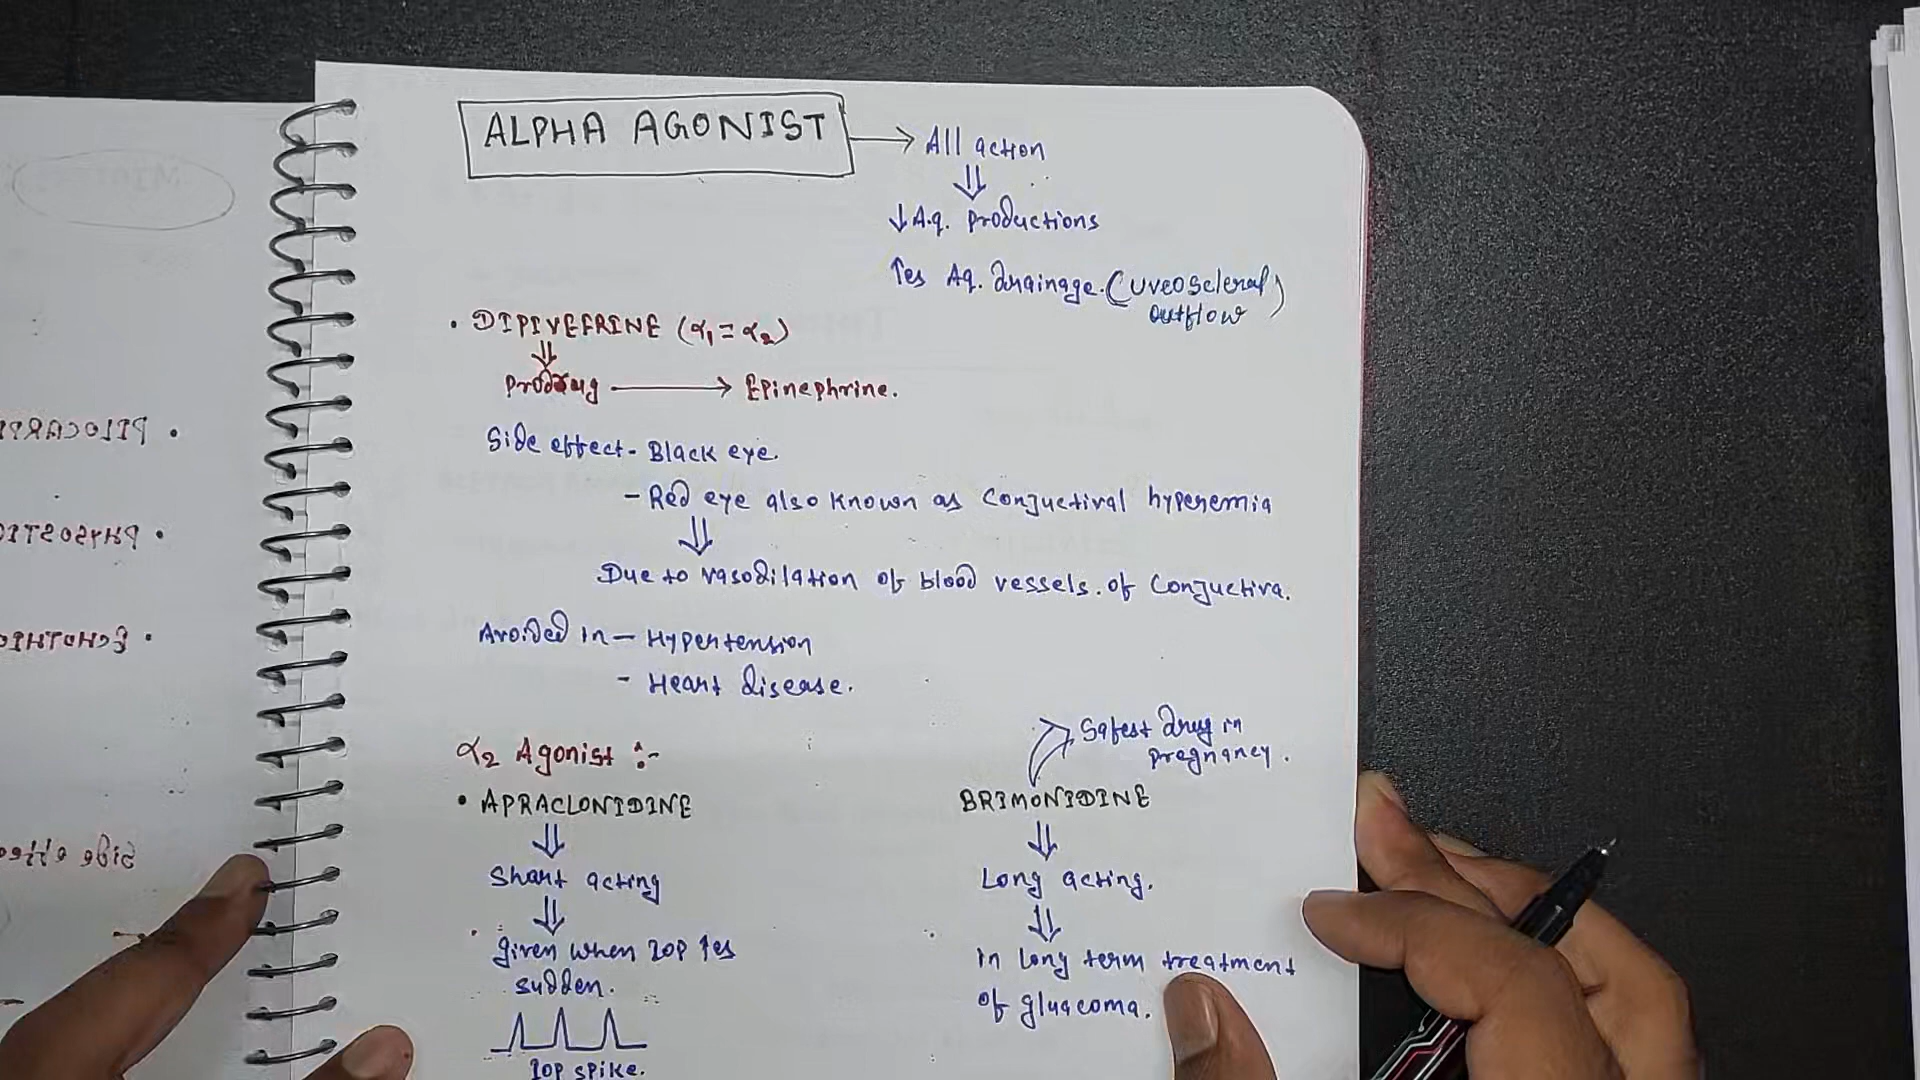 ALPHA AGONIST → All action
⇓
↓ Aq. Productions
↑es Aq. drainage. (uveoscleral outflow)
• DIPIVEFRINE (α1 = α2)
⇓
Prodrug → Epinephrine.
Side effect - Black eye.
- Red eye also known as conjuctival hyperemia
⇓
Due to vasodilation of blood vessels. of conjuctiva.
Avoided in - Hypertension
- Heart disease.
α2 Agonist :-
• APRACLONIDINE
⇓
Short acting
⇓
given when IOP ↑es
sudden.
IOP spike.
Safest drug in
pregnancy.
BRIMONIDINE
⇓
Long acting.
⇓
in long term treatment
of gluacoma.